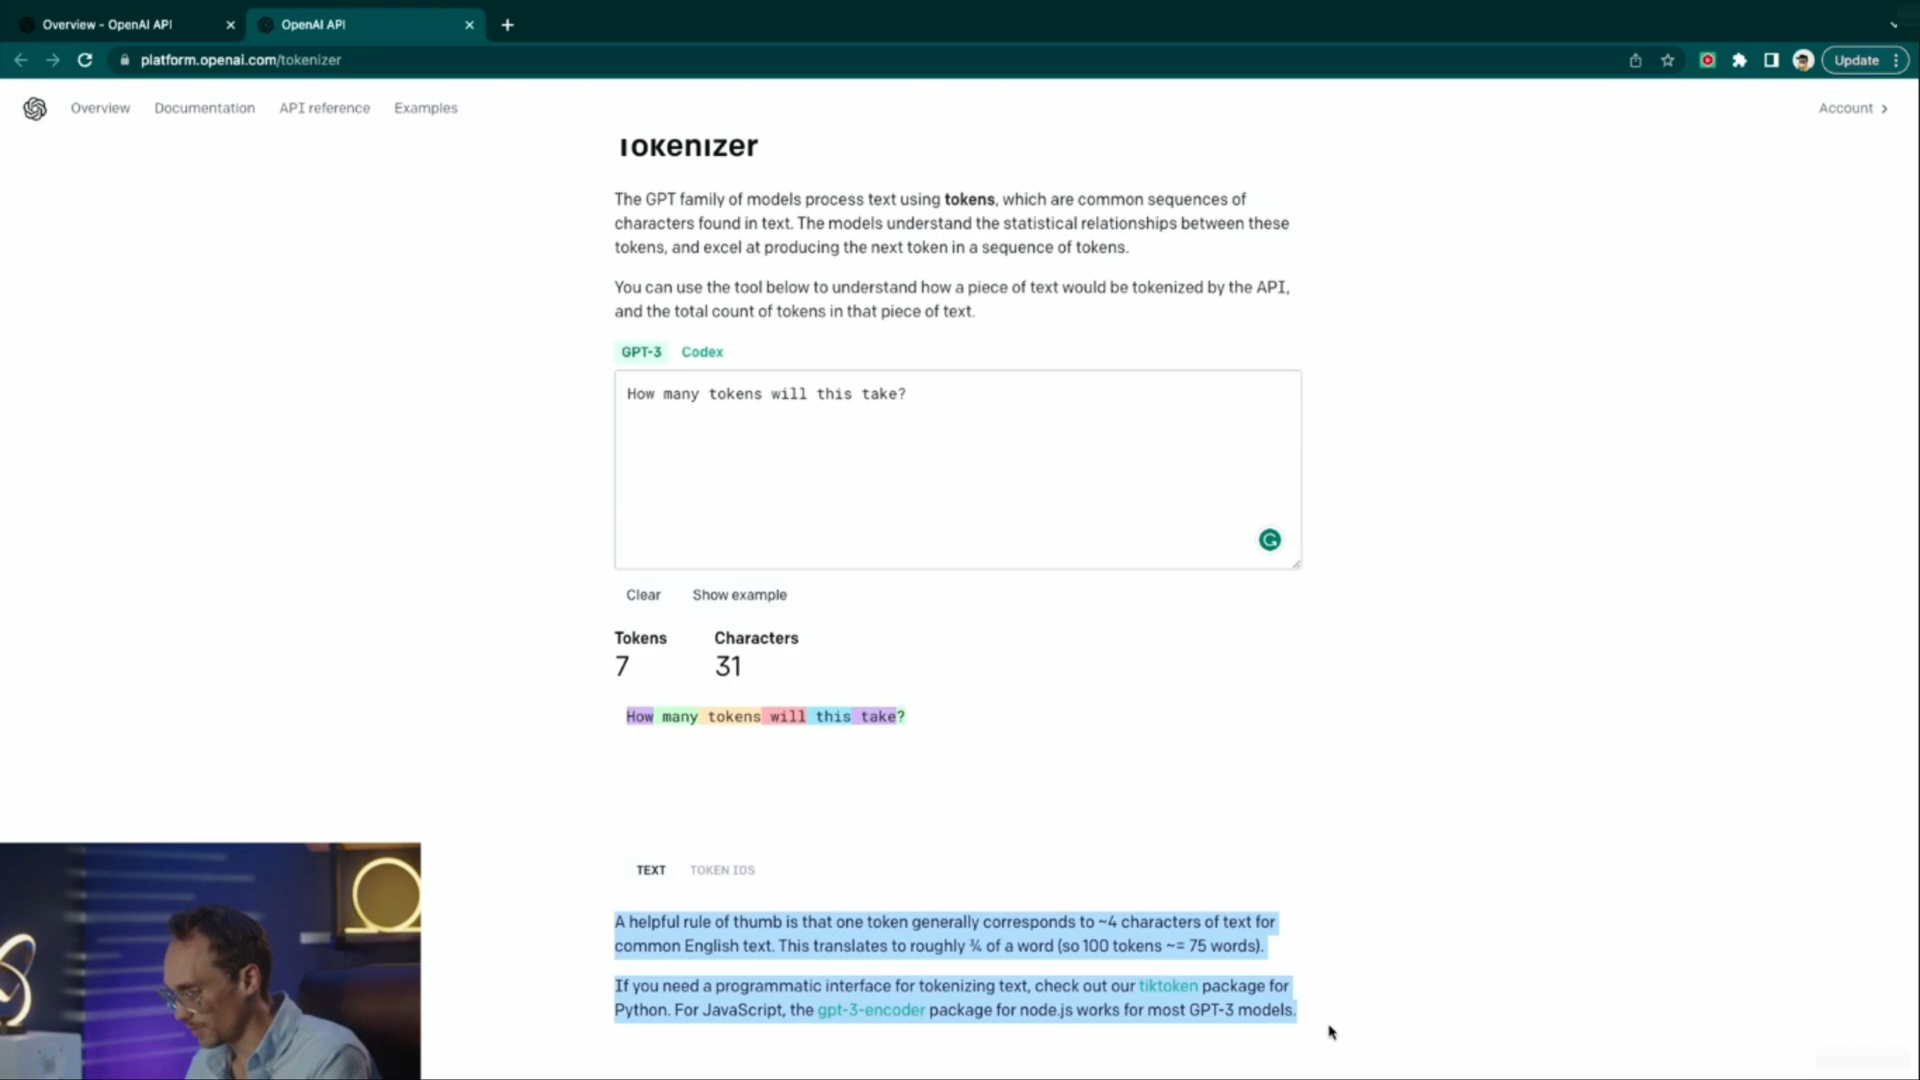 Overview - OpenAI API
OpenAI API
platform.openai.com/tokenizer
Update
Overview
Documentation
API reference
Examples
Account
Tokenizer
The GPT family of models process text using tokens, which are common sequences of
characters found in text. The models understand the statistical relationships between these
tokens, and excel at producing the next token in a sequence of tokens.
You can use the tool below to understand how a piece of text would be tokenized by the API,
and the total count of tokens in that piece of text.
GPT-3
Codex
How many tokens will this take?
Clear
Show example
Tokens
Characters
7
31
How many tokens will this take?
TEXT
TOKEN IDS
A helpful rule of thumb is that one token generally corresponds to ~4 characters of text for
common English text. This translates to roughly ¾ of a word (so 100 tokens ~= 75 words).
If you need a programmatic interface for tokenizing text, check out our tiktoken package for
Python. For JavaScript, the gpt-3-encoder package for node.js works for most GPT-3 models.